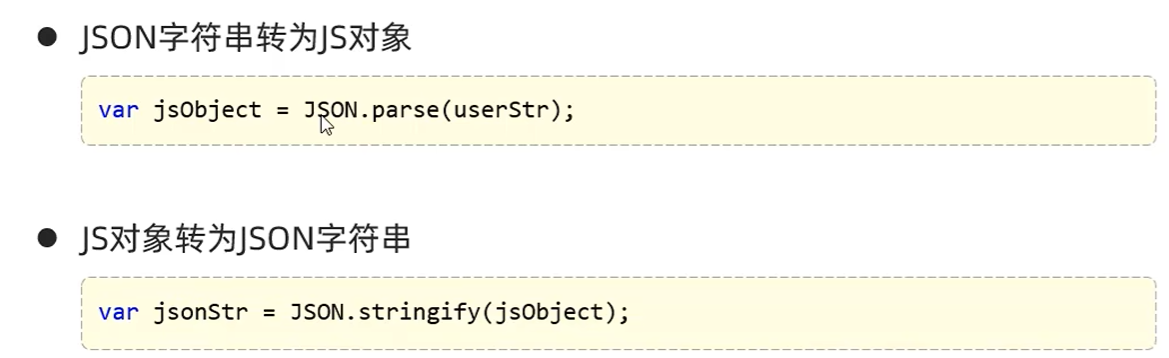 JSON字符串转为JS对象
var jsObject = JSON.parse(userStr);
JS对象转为JSON字符串
var jsonStr = JSON.stringify(jsObject);